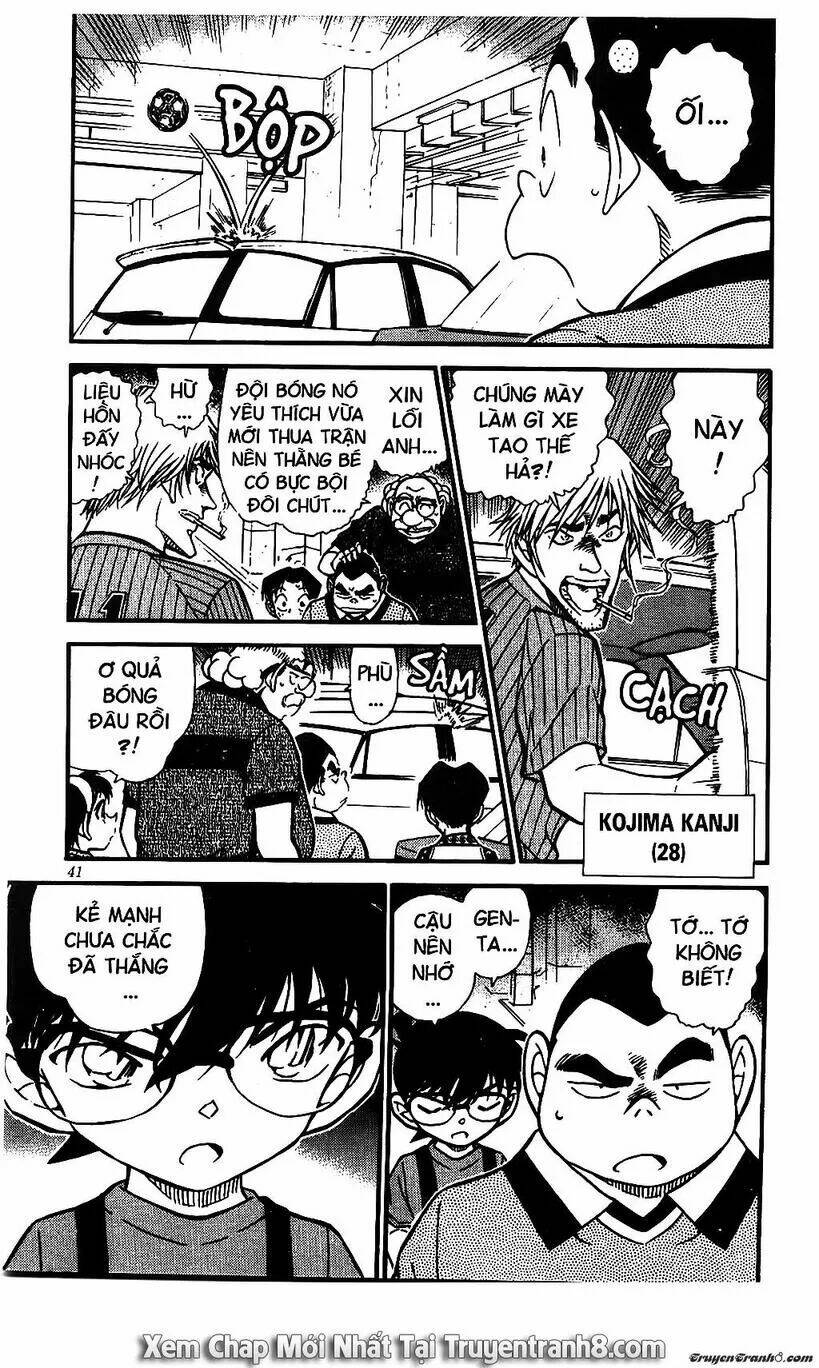 ỐI...
BỘP
NÀY
!
CHÚNG MÀY
LÀM GÌ XE
TAO THẾ
HẢ?!
CẠCH
KOJIMA KANJI
(28)
XIN
LỖI
ANH...
ĐỘI BÓNG NÓ
YÊU THÍCH VỪA
MỚI THUA TRẬN
NÊN THẰNG BÉ
CÓ BỰC BỘI
ĐÔI CHÚT...
HỪ
...
LIỆU
HỒN
ĐẤY
NHÓC
!
11
SẦM
PHÙ
...
Ơ QUẢ
BÓNG
ĐÂU RỒI
?!
41
TỚ... TỚ
KHÔNG
BIẾT!
GEN-
TA...
CẬU
NÊN
NHỚ
...
KẺ MẠNH
CHƯA CHẮC
ĐÃ THẮNG
...
Xem Chap Mới Nhất Tại Truyentranh8.com
TruyenTranh8.com